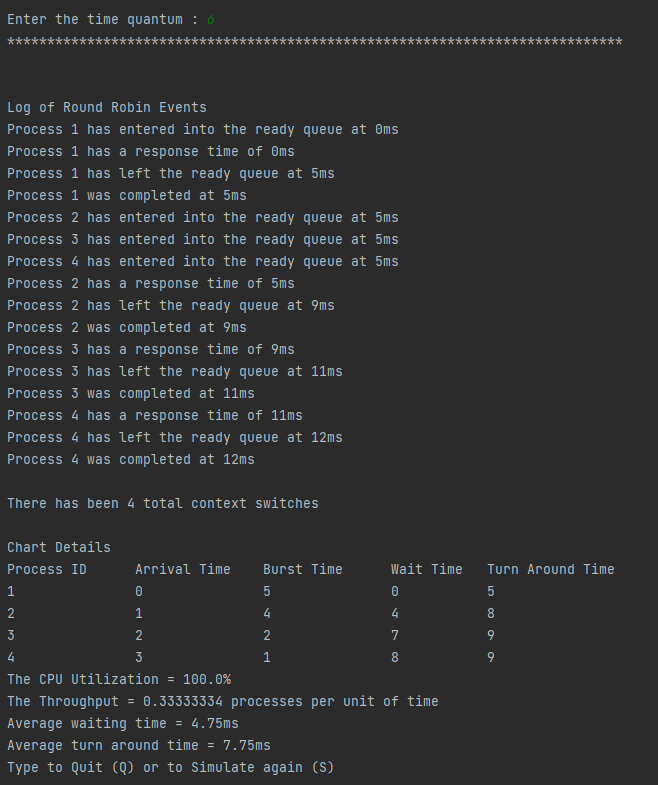 Enter the time quantum : 6
*****************************************************************************
Log of Round Robin Events
Process 1 has entered into the ready queue at 0ms
Process 1 has a response time of 0ms
Process 1 has left the ready queue at 5ms
Process 1 was completed at 5ms
Process 2 has entered into the ready queue at 5ms
Process 3 has entered into the ready queue at 5ms
Process 4 has entered into the ready queue at 5ms
Process 2 has a response time of 5ms
Process 2 has left the ready queue at 9ms
Process 2 was completed at 9ms
Process 3 has a response time of 9ms
Process 3 has left the ready queue at 11ms
Process 3 was completed at 11ms
Process 4 has a response time of 11ms
Process 4 has left the ready queue at 12ms
Process 4 was completed at 12ms
There has been 4 total context switches
Chart Details
Process ID Arrival Time Burst Time Wait Time Turn Around Time
1 0 5 0 5
2 1 4 4 8
3 2 2 7 9
4 3 1 8 9
The CPU Utilization = 100.0%
The Throughput = 0.33333334 processes per unit of time
Average waiting time = 4.75ms
Average turn around time = 7.75ms
Type to Quit (Q) or to Simulate again (S)